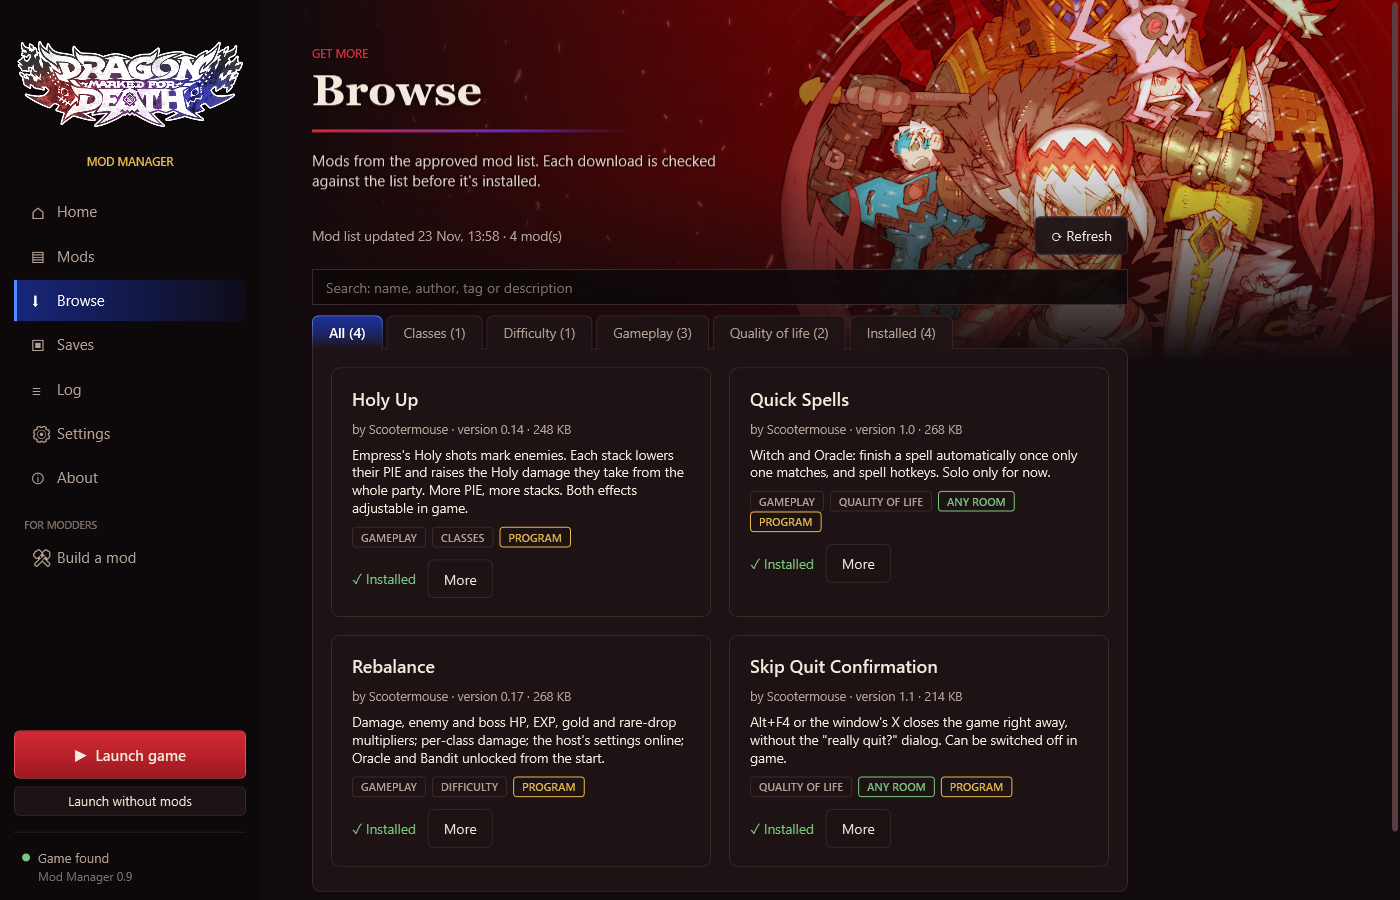 DRAGON
MARKED FOR
DEATH
MOD MANAGER
Home
Mods
Browse
Saves
Log
Settings
About
FOR MODDERS
Build a mod
Launch game
Launch without mods
Game found
Mod Manager 0.9
GET MORE
Browse
Mods from the approved mod list. Each download is checked
against the list before it's installed.
Mod list updated 23 Nov, 13:58 · 4 mod(s)
⟳ Refresh
Search: name, author, tag or description
All (4)
Classes (1)
Difficulty (1)
Gameplay (3)
Quality of life (2)
Installed (4)
Holy Up
by Scootermouse · version 0.14 · 248 KB
Empress's Holy shots mark enemies. Each stack lowers
their PIE and raises the Holy damage they take from the
whole party. More PIE, more stacks. Both effects
adjustable in game.
GAMEPLAY CLASSES PROGRAM
✓ Installed More
Quick Spells
by Scootermouse · version 1.0 · 268 KB
Witch and Oracle: finish a spell automatically once only
one matches, and spell hotkeys. Solo only for now.
GAMEPLAY QUALITY OF LIFE ANY ROOM
PROGRAM
✓ Installed More
Rebalance
by Scootermouse · version 0.17 · 268 KB
Damage, enemy and boss HP, EXP, gold and rare-drop
multipliers; per-class damage; the host's settings online;
Oracle and Bandit unlocked from the start.
GAMEPLAY DIFFICULTY PROGRAM
✓ Installed More
Skip Quit Confirmation
by Scootermouse · version 1.1 · 214 KB
Alt+F4 or the window's X closes the game right away,
without the "really quit?" dialog. Can be switched off in
game.
QUALITY OF LIFE ANY ROOM PROGRAM
✓ Installed More